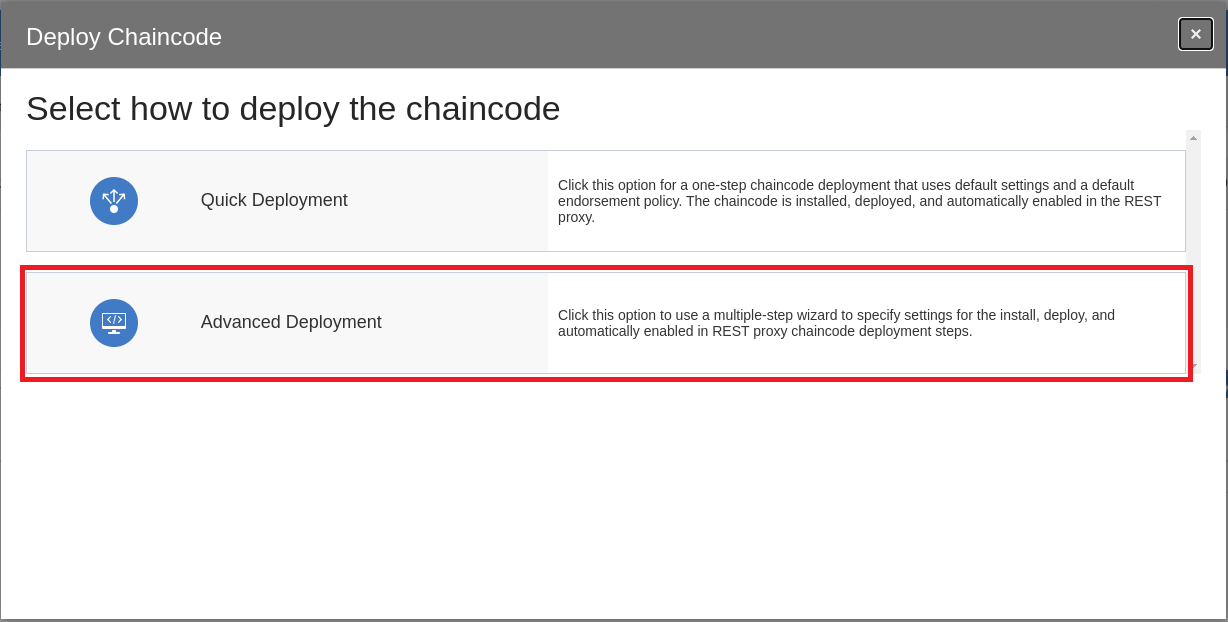 Deploy Chaincode
Select how to deploy the chaincode
Quick Deployment
Click this option for a one-step chaincode deployment that uses default settings and a default
endorsement policy. The chaincode is installed, deployed, and automatically enabled in the REST
proxy.
Advanced Deployment
Click this option to use a multiple-step wizard to specify settings for the install, deploy, and
automatically enabled in REST proxy chaincode deployment steps.